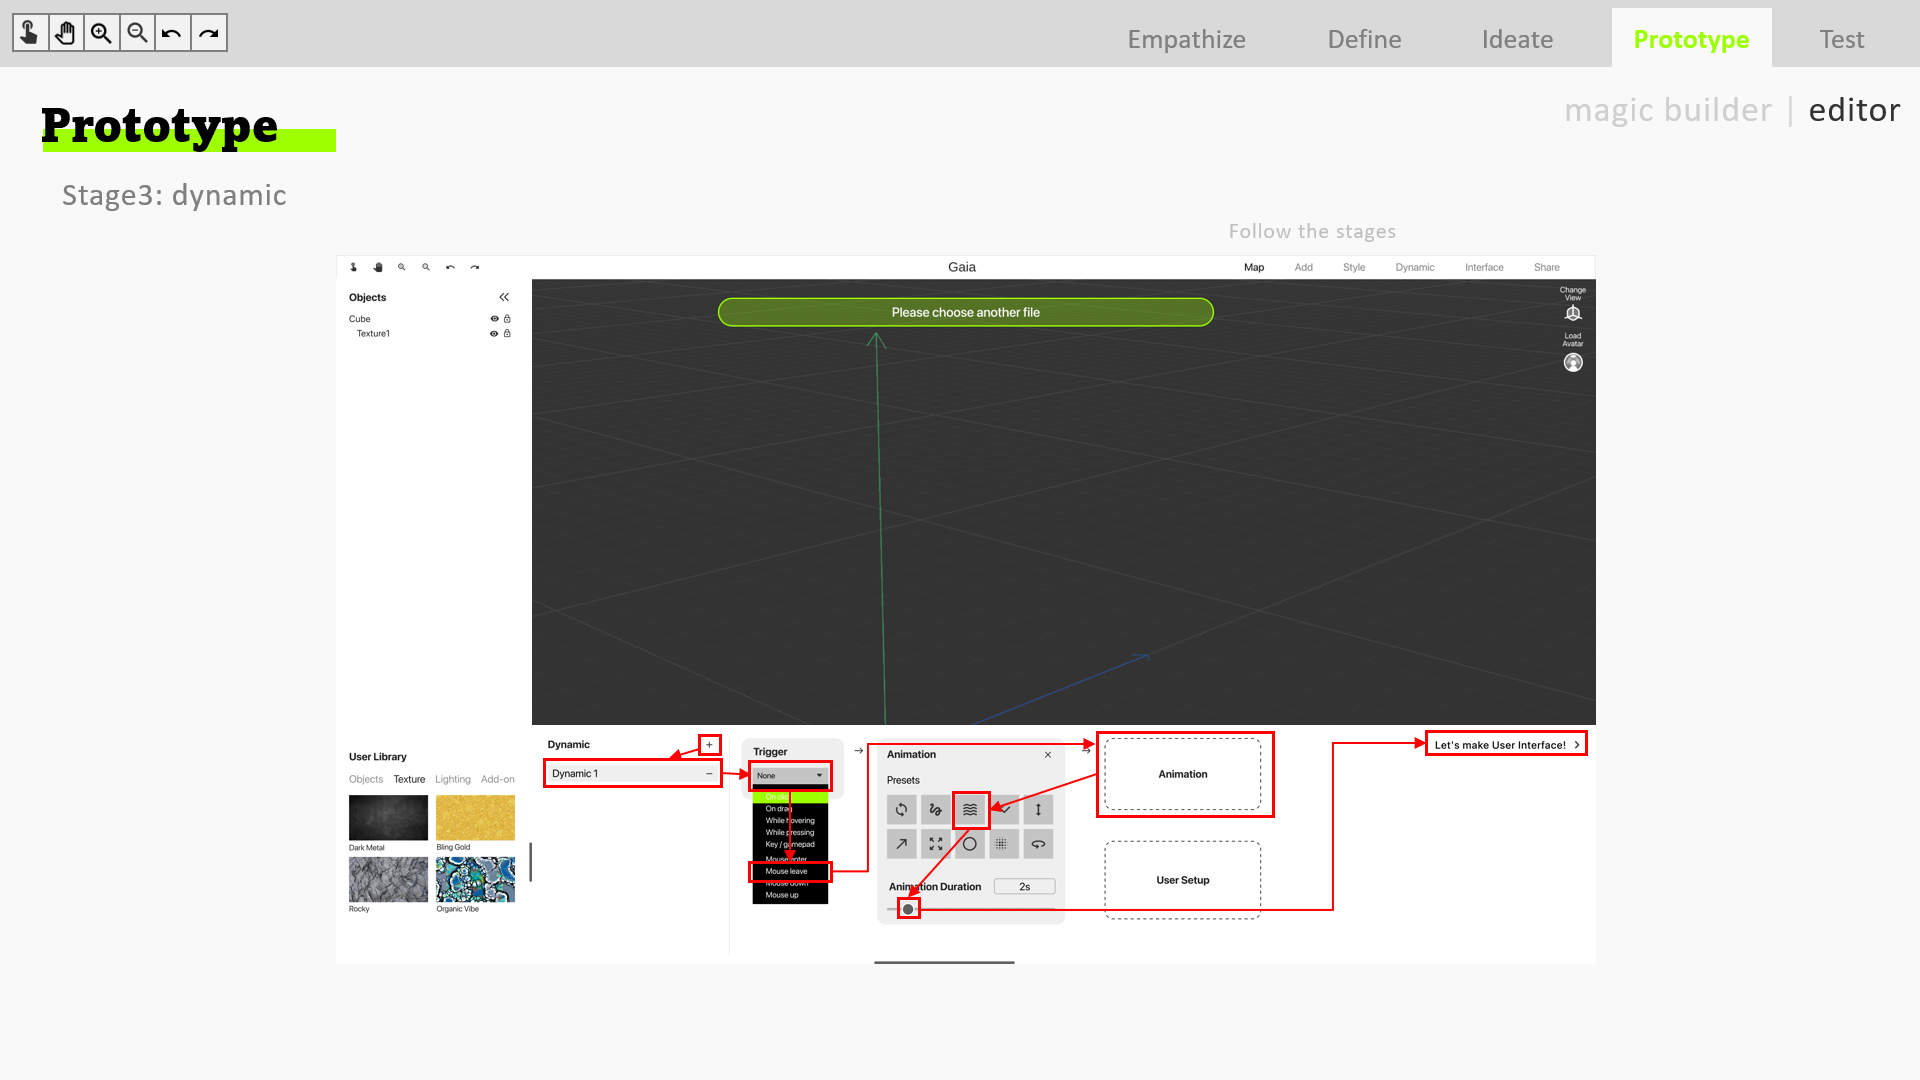 Empathize Define Ideate Prototype Test
magic builder | editor
Prototype
Stage3: dynamic
Follow the stages
Gaia
Map Add Style Dynamic Interface Share
Objects
Cube
Texture1
Please choose another file
Change
View
Load
Avatar
User Library
Objects Texture Lighting Add-on
Dark Metal
Bling Gold
Rocky
Organic Vibe
Dynamic +
Dynamic 1 −
Trigger
None
On drag
While hovering
While pressing
Key / gamepad
Mouse enter
Mouse leave
Mouse down
Mouse up
Animation
Presets
Animation Duration 2s
Animation
User Setup
Let's make User Interface!